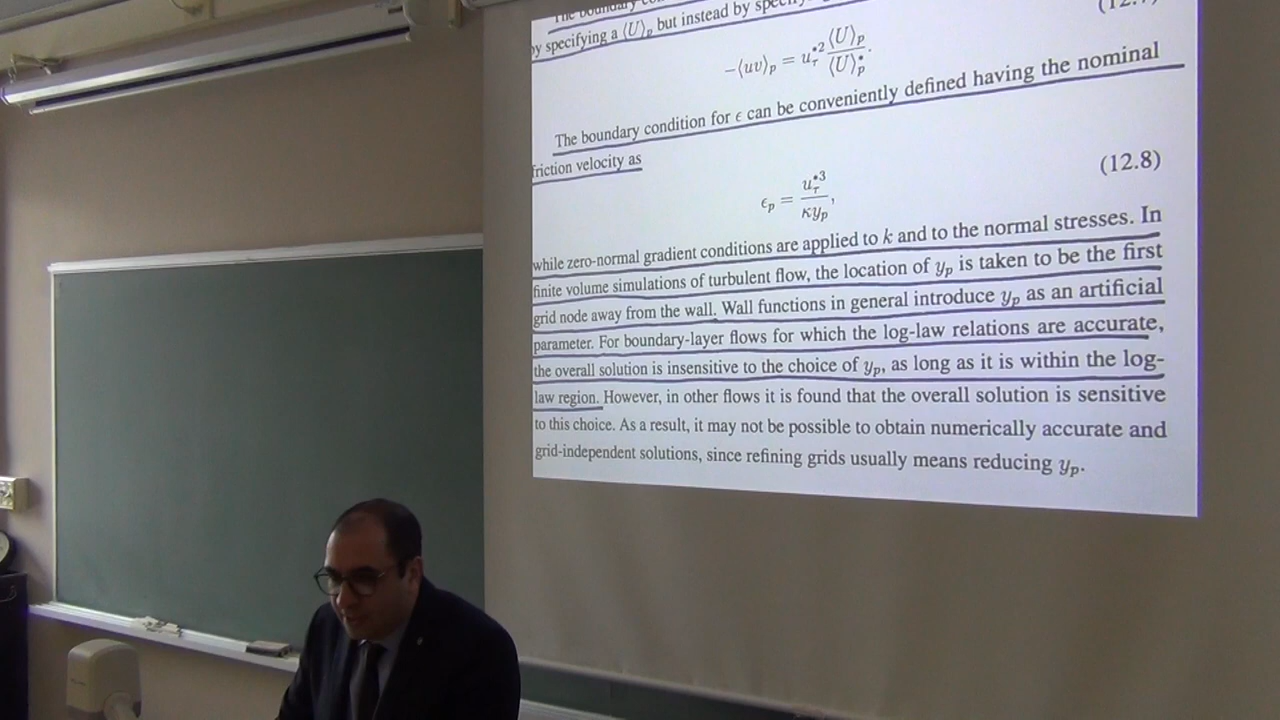 The boundary
by specifying a ⟨U⟩p but instead by
(12.7)
−⟨uv⟩p = uτ•2 ⟨U⟩p / ⟨U⟩p•.
The boundary condition for ϵ can be conveniently defined having the nominal
friction velocity as
ϵp = uτ•3 / κyp,
(12.8)
while zero-normal gradient conditions are applied to k and to the normal stresses. In
finite volume simulations of turbulent flow, the location of yp is taken to be the first
grid node away from the wall. Wall functions in general introduce yp as an artificial
parameter. For boundary-layer flows for which the log-law relations are accurate,
the overall solution is insensitive to the choice of yp, as long as it is within the log-
law region. However, in other flows it is found that the overall solution is sensitive
to this choice. As a result, it may not be possible to obtain numerically accurate and
grid-independent solutions, since refining grids usually means reducing yp.